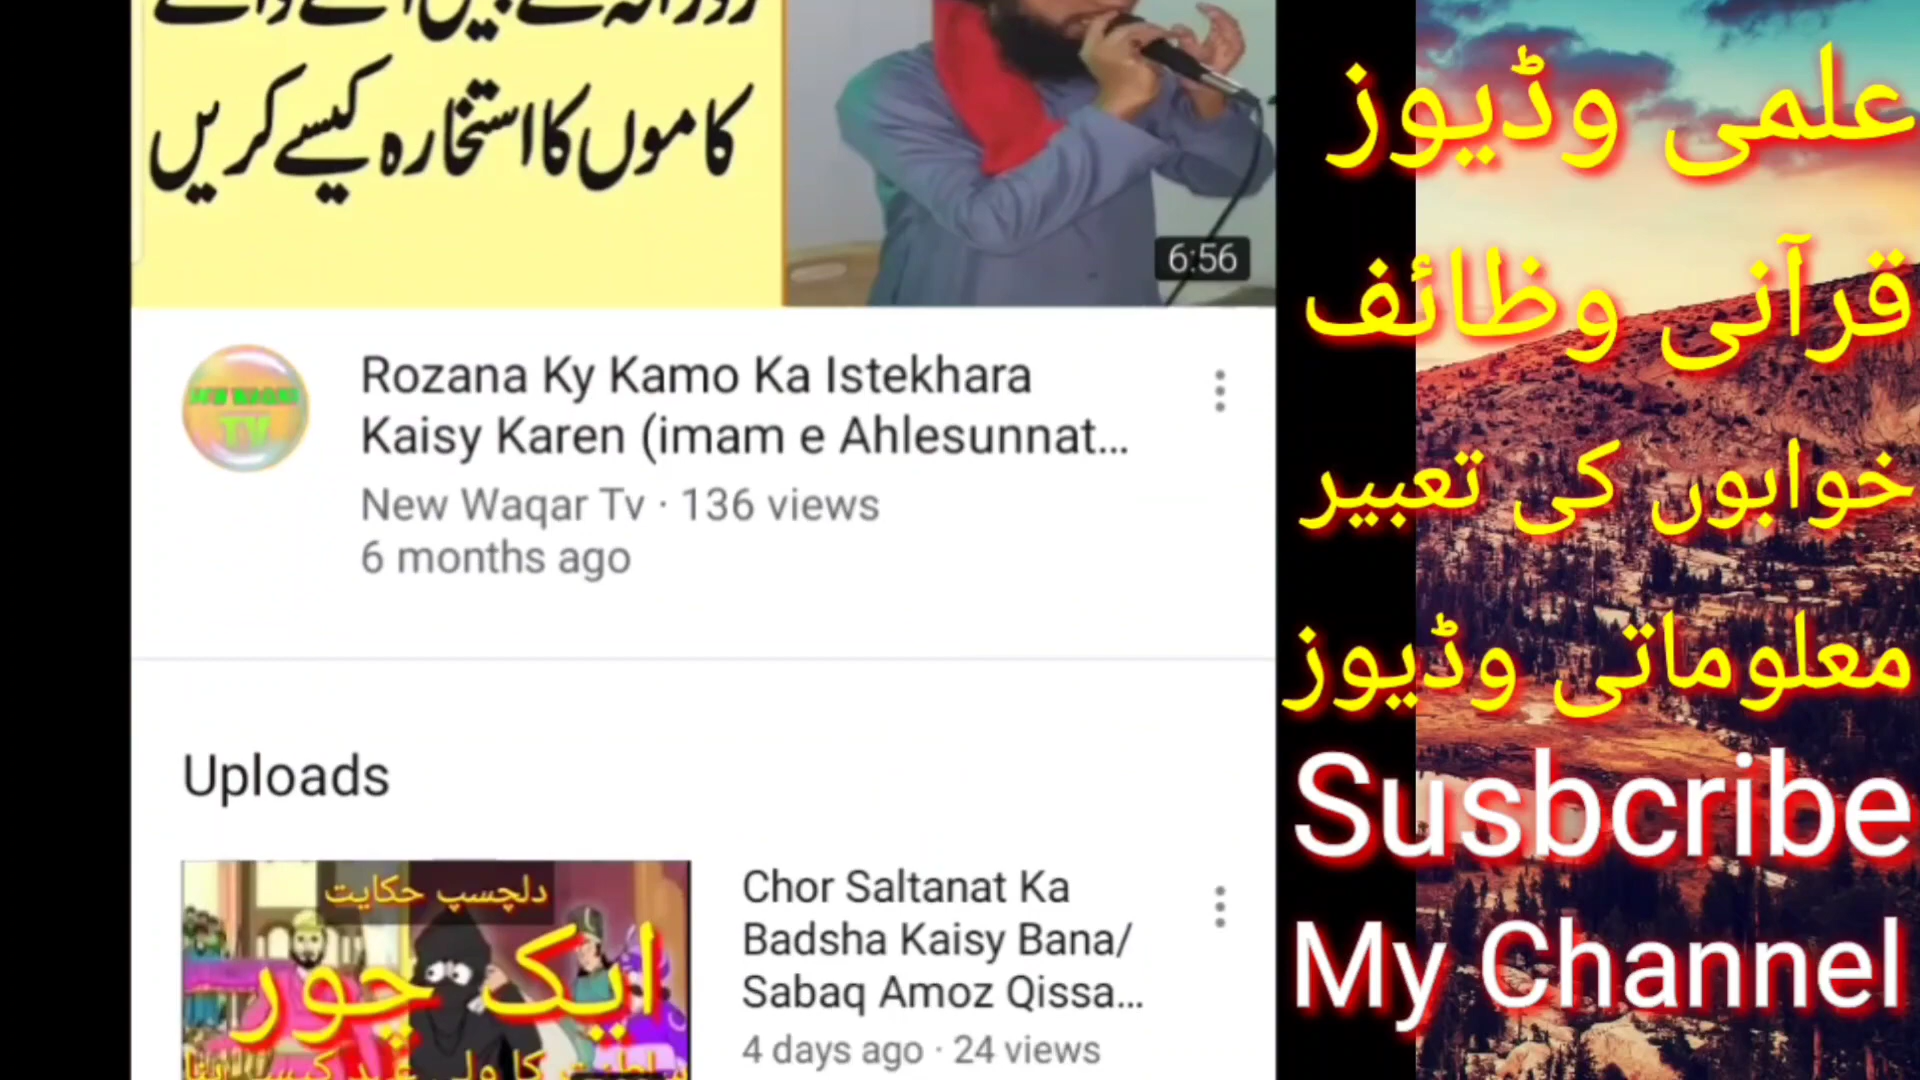 کاموں کا استخارہ کیسے کریں
6:56
Rozana Ky Kamo Ka Istekhara
Kaisy Karen (imam e Ahlesunnat...
New Waqar Tv · 136 views
6 months ago
Uploads
دلچسپ حکایت
ایک چور
Chor Saltanat Ka
Badsha Kaisy Bana/
Sabaq Amoz Qissa...
4 days ago · 24 views
علمی وڈیوز
قرآنی وظائف
خوابوں کی تعبیر
معلوماتی وڈیوز
Susbcribe
My Channel